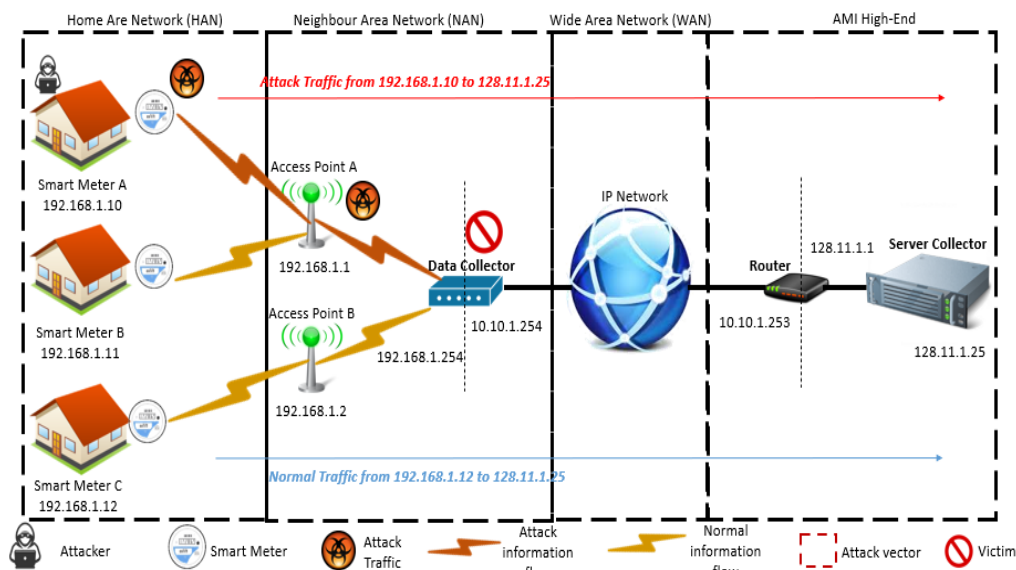 Home Are Network (HAN)
Neighbour Area Network (NAN)
Wide Area Network (WAN)
AMI High-End
Attack Traffic from 192.168.1.10 to 128.11.1.25
Smart Meter A
192.168.1.10
Access Point A
192.168.1.1
Smart Meter B
192.168.1.11
Data Collector
10.10.1.254
192.168.1.254
Access Point B
192.168.1.2
IP Network
Router
10.10.1.253
128.11.1.1
Server Collector
128.11.1.25
Smart Meter C
192.168.1.12
Normal Traffic from 192.168.1.12 to 128.11.1.25
Attacker
Smart Meter
Attack
Traffic
Attack
information
Normal
information
Attack vector
Victim